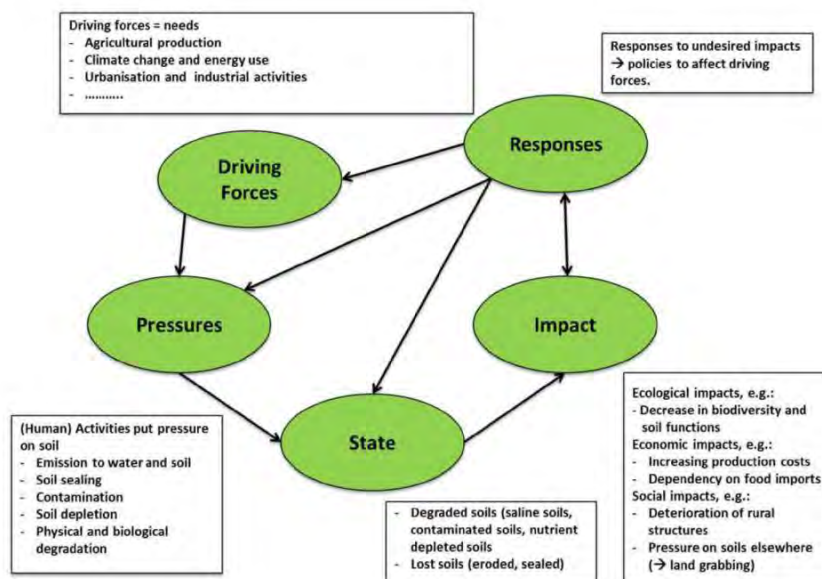 Driving forces = needs
- Agricultural production
- Climate change and energy use
- Urbanisation and industrial activities
- ………..
Responses to undesired impacts
→ policies to affect driving
forces.
Responses
Driving
Forces
Pressures
Impact
State
(Human) Activities put pressure
on soil
- Emission to water and soil
- Soil sealing
- Contamination
- Soil depletion
- Physical and biological
degradation
- Degraded soils (saline soils,
contaminated soils, nutrient
depleted soils
- Lost soils (eroded, sealed)
Ecological impacts, e.g.:
- Decrease in biodiversity and
soil functions
Economic impacts, e.g.:
- Increasing production costs
- Dependency on food imports
Social impacts, e.g.:
- Deterioration of rural
structures
- Pressure on soils elsewhere
(→ land grabbing)